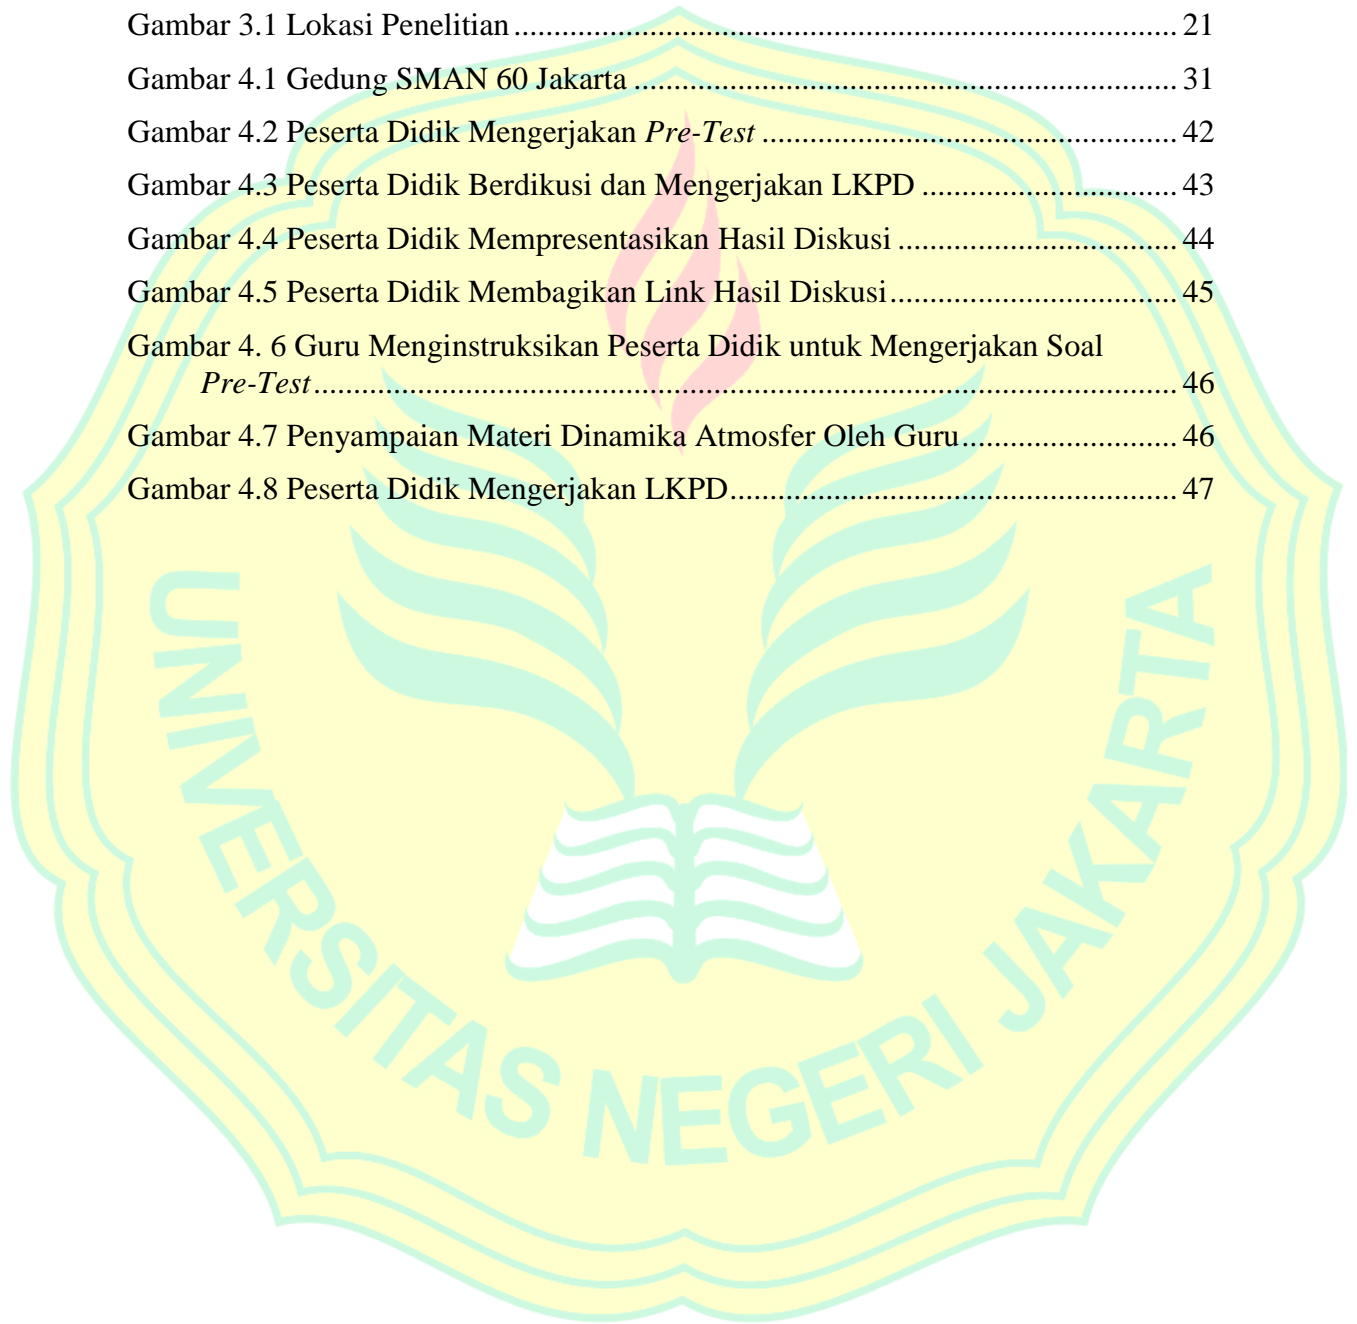 Gambar 3.1 Lokasi Penelitian .................................................................................. 21
Gambar 4.1 Gedung SMAN 60 Jakarta ................................................................... 31
Gambar 4.2 Peserta Didik Mengerjakan Pre-Test ................................................... 42
Gambar 4.3 Peserta Didik Berdikusi dan Mengerjakan LKPD ............................... 43
Gambar 4.4 Peserta Didik Mempresentasikan Hasil Diskusi .................................. 44
Gambar 4.5 Peserta Didik Membagikan Link Hasil Diskusi ................................... 45
Gambar 4. 6 Guru Menginstruksikan Peserta Didik untuk Mengerjakan Soal
Pre-Test ........................................................................................................... 46
Gambar 4.7 Penyampaian Materi Dinamika Atmosfer Oleh Guru .......................... 46
Gambar 4.8 Peserta Didik Mengerjakan LKPD ....................................................... 47
UNIVERSITAS NEGERI JAKARTA